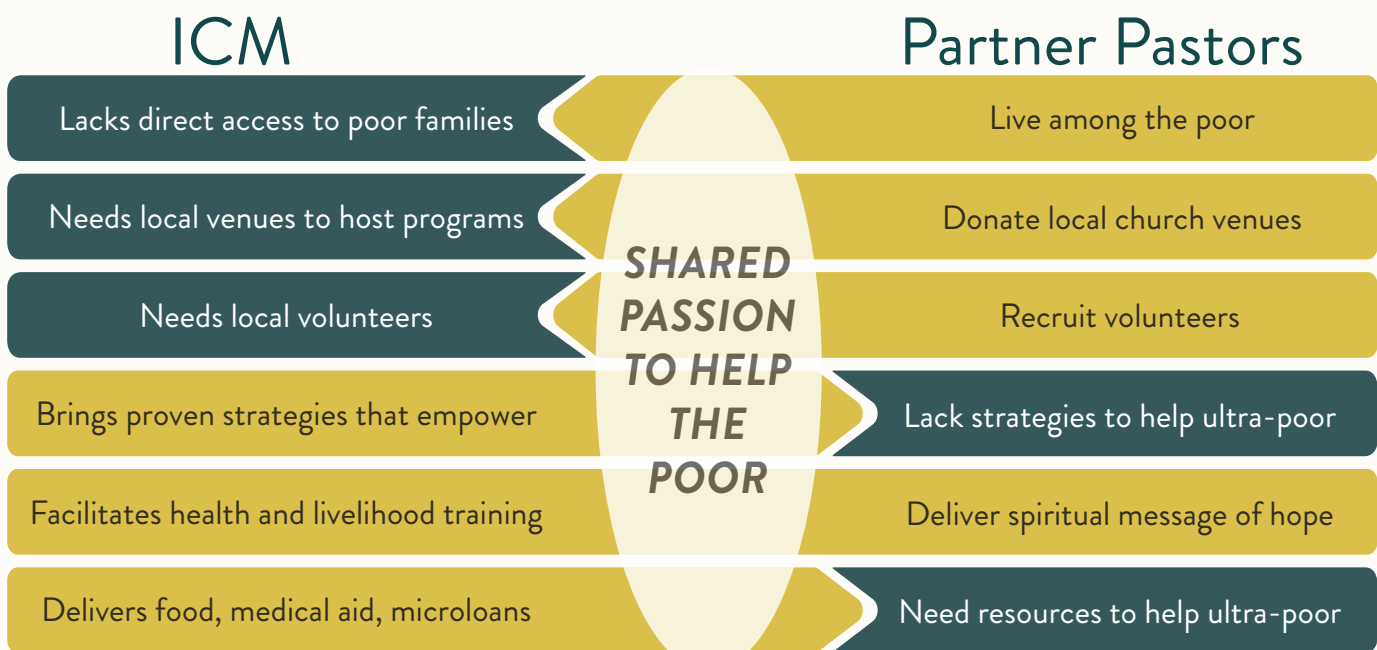 ICM
Partner Pastors
Lacks direct access to poor families
Live among the poor
Needs local venues to host programs
Donate local church venues
Needs local volunteers
Recruit volunteers
SHARED
PASSION
TO HELP
THE
POOR
Brings proven strategies that empower
Lack strategies to help ultra-poor
Facilitates health and livelihood training
Deliver spiritual message of hope
Delivers food, medical aid, microloans
Need resources to help ultra-poor